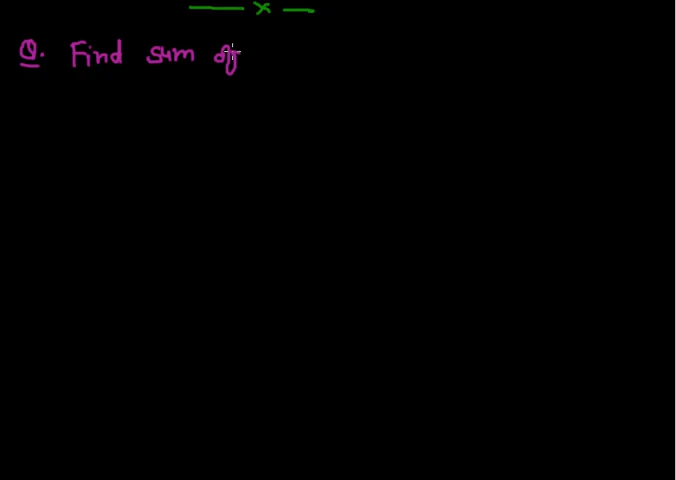 — x —
Q. Find sum of